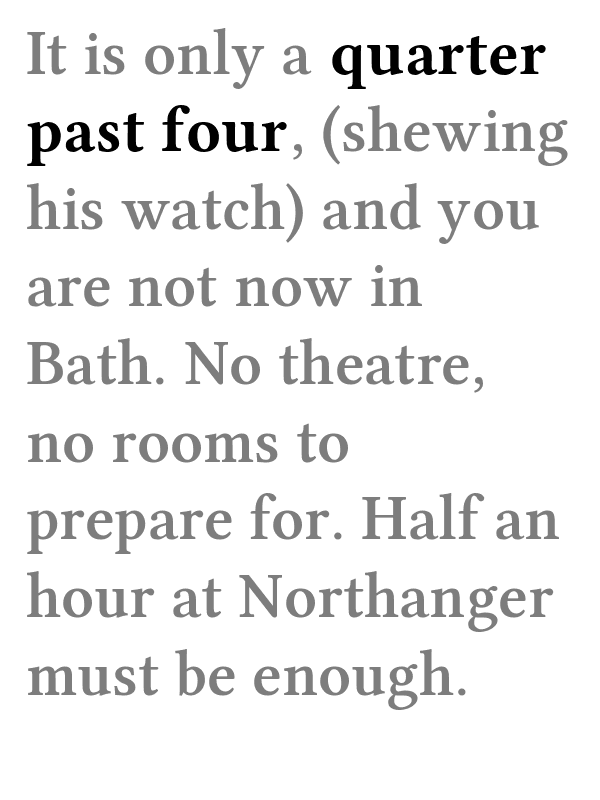 It is only a quarter
past four, (shewing
his watch) and you
are not now in
Bath. No theatre,
no rooms to
prepare for. Half an
hour at Northanger
must be enough.